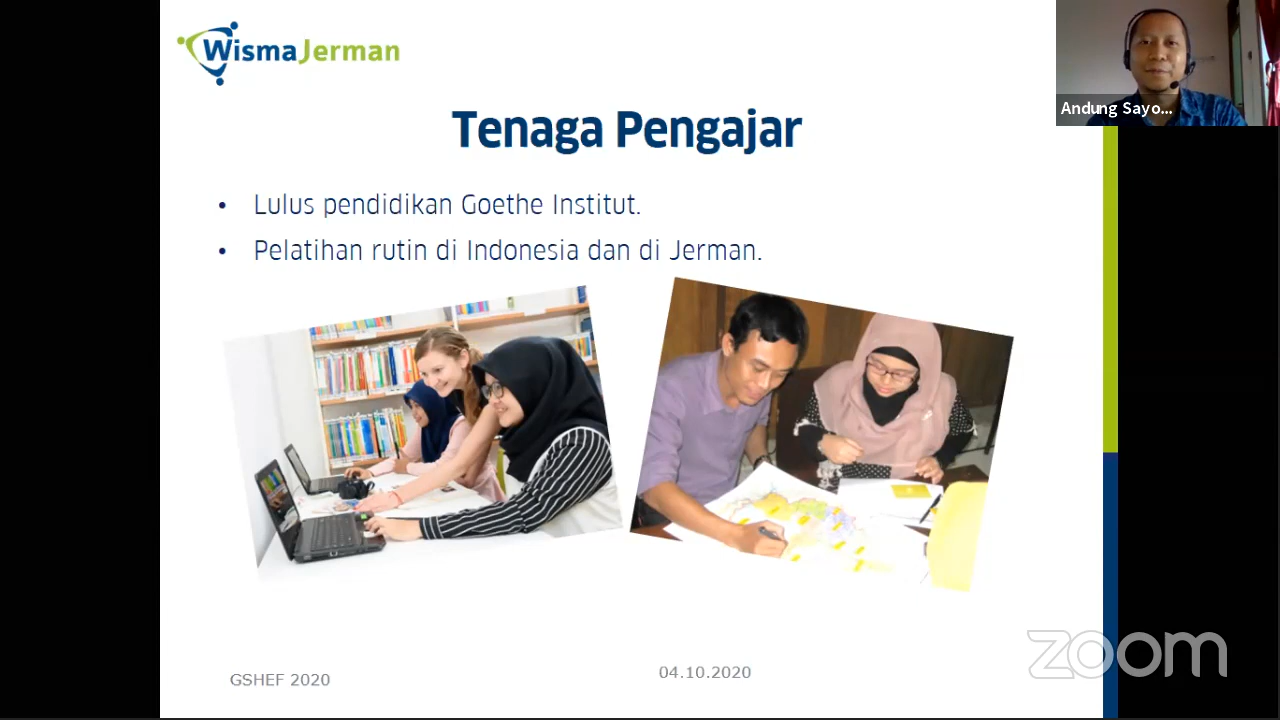 WismaJerman
Andung Sayo...
Tenaga Pengajar
• Lulus pendidikan Goethe Institut.
• Pelatihan rutin di Indonesia dan di Jerman.
GSHEF 2020
04.10.2020
zoom